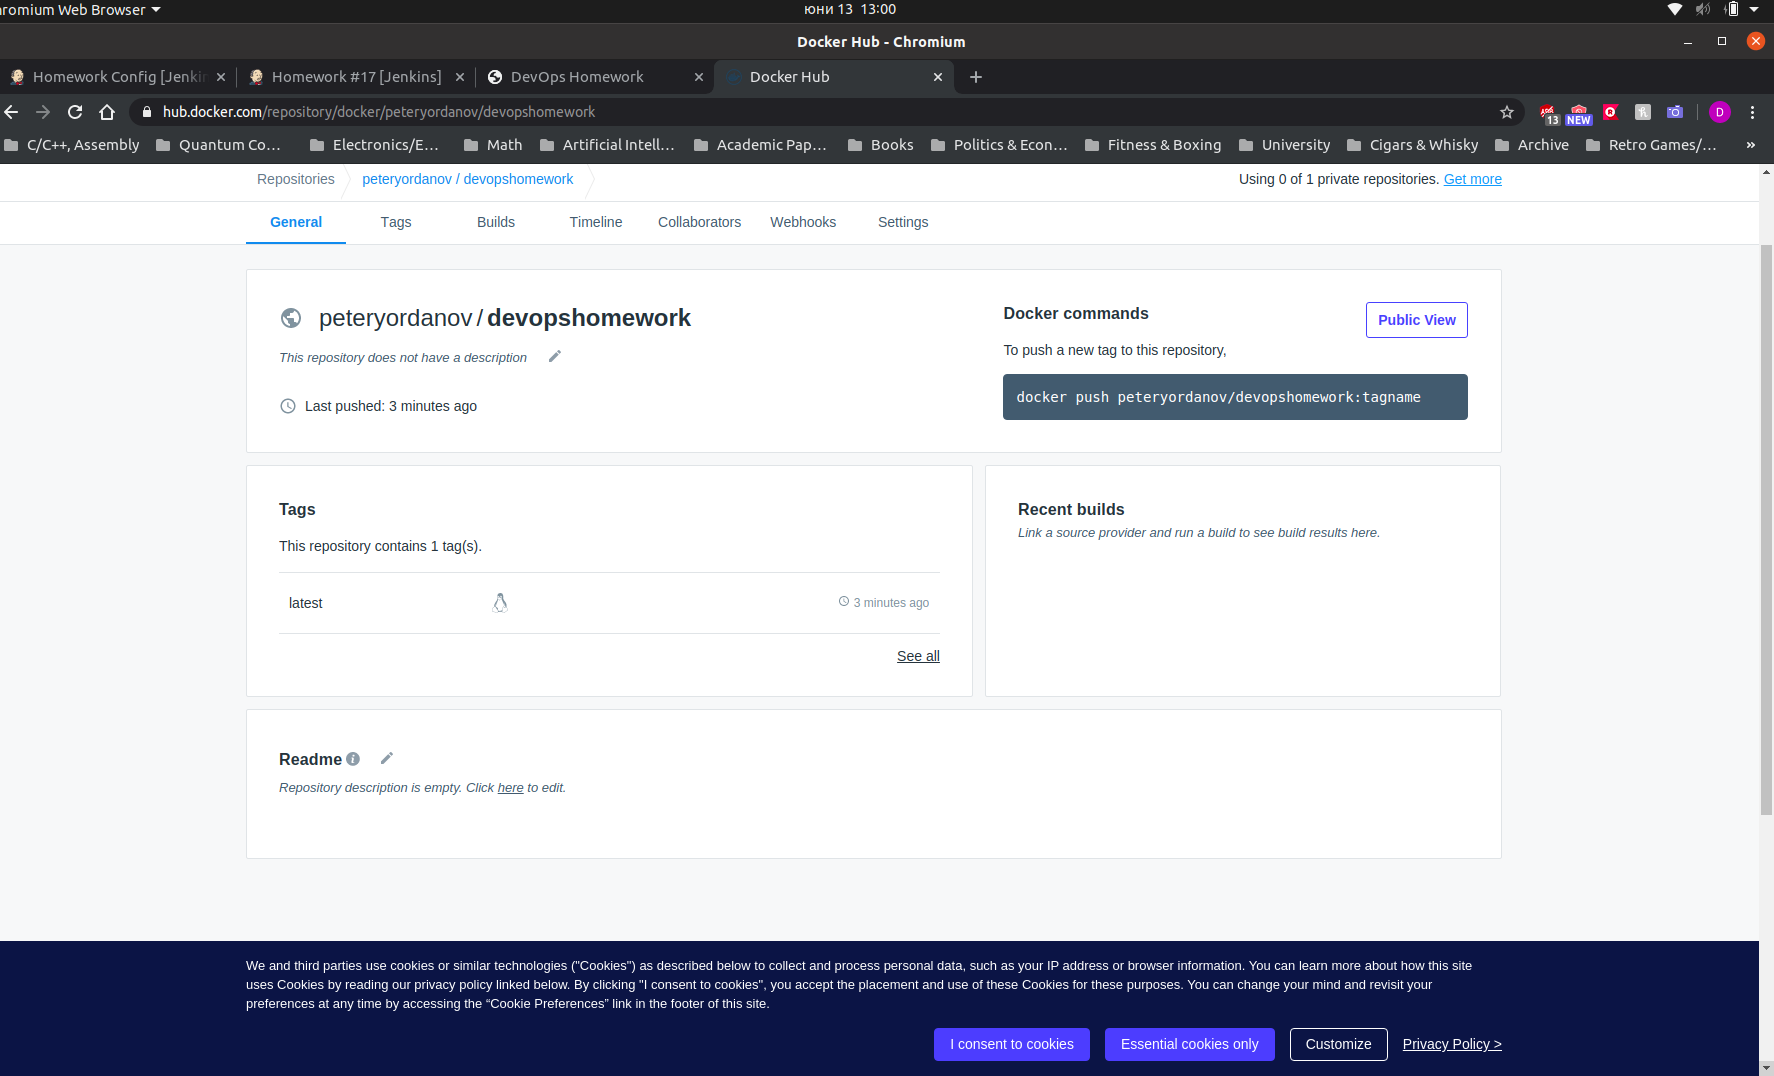 hromium Web Browser
юни 13 13:00
Docker Hub - Chromium
Homework Config [Jenkin
Homework #17 [Jenkins]
DevOps Homework
Docker Hub
hub.docker.com/repository/docker/peteryordanov/devopshomework
13
NEW
D
C/C++, Assembly
Quantum Co...
Electronics/E...
Math
Artificial Intell...
Academic Pap...
Books
Politics & Econ...
Fitness & Boxing
University
Cigars & Whisky
Archive
Retro Games/...
»
Repositories
peteryordanov / devopshomework
Using 0 of 1 private repositories. Get more
General
Tags
Builds
Timeline
Collaborators
Webhooks
Settings
peteryordanov / devopshomework
This repository does not have a description
Last pushed: 3 minutes ago
Docker commands
Public View
To push a new tag to this repository,
docker push peteryordanov/devopshomework:tagname
Tags
This repository contains 1 tag(s).
latest
3 minutes ago
See all
Recent builds
Link a source provider and run a build to see build results here.
Readme
Repository description is empty. Click here to edit.
We and third parties use cookies or similar technologies ("Cookies") as described below to collect and process personal data, such as your IP address or browser information. You can learn more about how this site
uses Cookies by reading our privacy policy linked below. By clicking "I consent to cookies", you accept the placement and use of these Cookies for these purposes. You can change your mind and revisit your
preferences at any time by accessing the “Cookie Preferences” link in the footer of this site.
I consent to cookies
Essential cookies only
Customize
Privacy Policy >